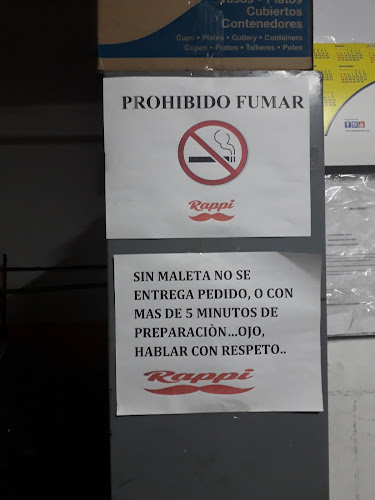 Vasos • Platos
Cubiertos
Contenedores
Cups • Plates • Cutlery • Containers
Copos • Pratos • Talheres • Potes
PROHIBIDO FUMAR
Rappi
SIN MALETA NO SE
ENTREGA PEDIDO, O CON
MAS DE 5 MINUTOS DE
PREPARACIÒN...OJO,
HABLAR CON RESPETO..
Rappi